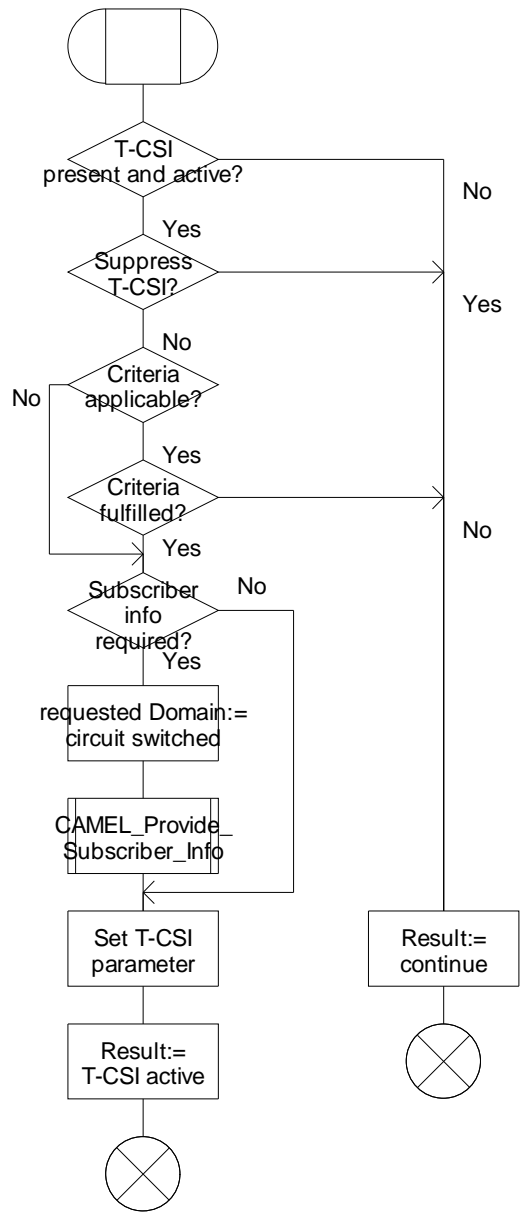 T-CSI
present and active?
No
Yes
Suppress
T-CSI?
Yes
No
Criteria
applicable?
No
Yes
Criteria
fulfilled?
No
Yes
Subscriber
info
required?
No
Yes
requested Domain:=
circuit switched
CAMEL_Provide_
Subscriber_Info
Set T-CSI
parameter
Result:=
continue
Result:=
T-CSI active